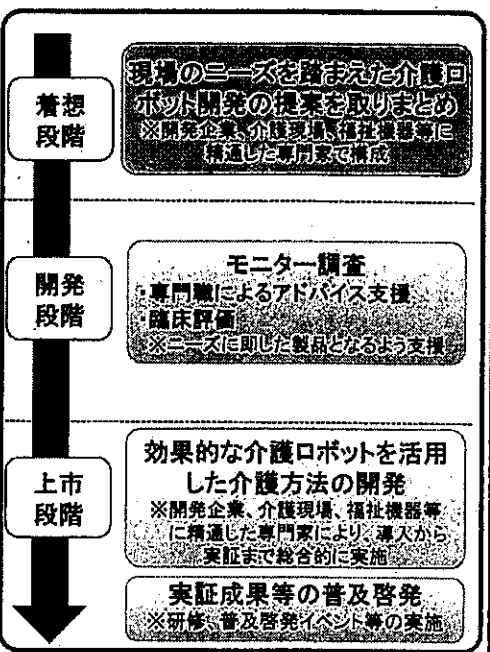 着想
段階
現場のニーズを踏まえた介護ロ
ボット開発の提案を取りまとめ
※開発企業、介護現場、福祉機器等に
精通した専門家で構成
開発
段階
モニター調査
・専門職によるアドバイス支援
・臨床評価
※ニーズに即した製品となるよう支援
上市
段階
効果的な介護ロボットを活用
した介護方法の開発
※開発企業、介護現場、福祉機器等
に精通した専門家により、導入から
実証まで総合的に実施
実証成果等の普及啓発
※研修、普及啓発イベント等の実施